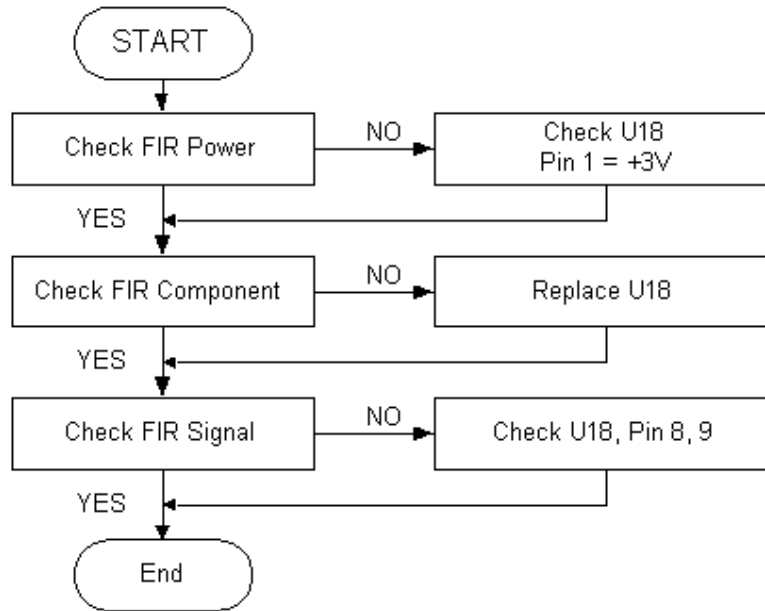 START
Check FIR Power
NO
Check U18
Pin 1 = +3V
YES
Check FIR Component
NO
Replace U18
YES
Check FIR Signal
NO
Check U18, Pin 8, 9
YES
End